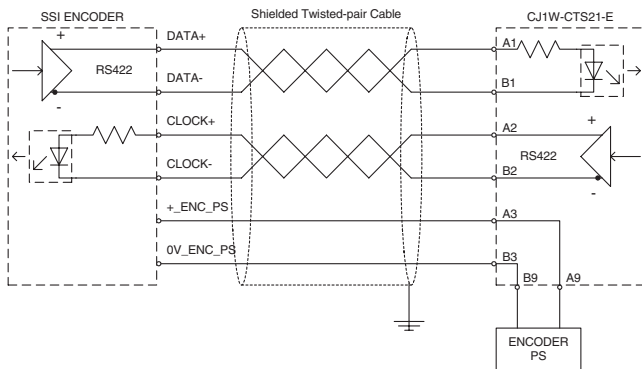 SSI ENCODER
Shielded Twisted-pair Cable
CJ1W-CTS21-E
+
RS422
-
DATA+
DATA-
CLOCK+
CLOCK-
+_ENC_PS
0V_ENC_PS
A1
B1
A2
B2
+
RS422
-
A3
B3
B9
A9
ENCODER
PS